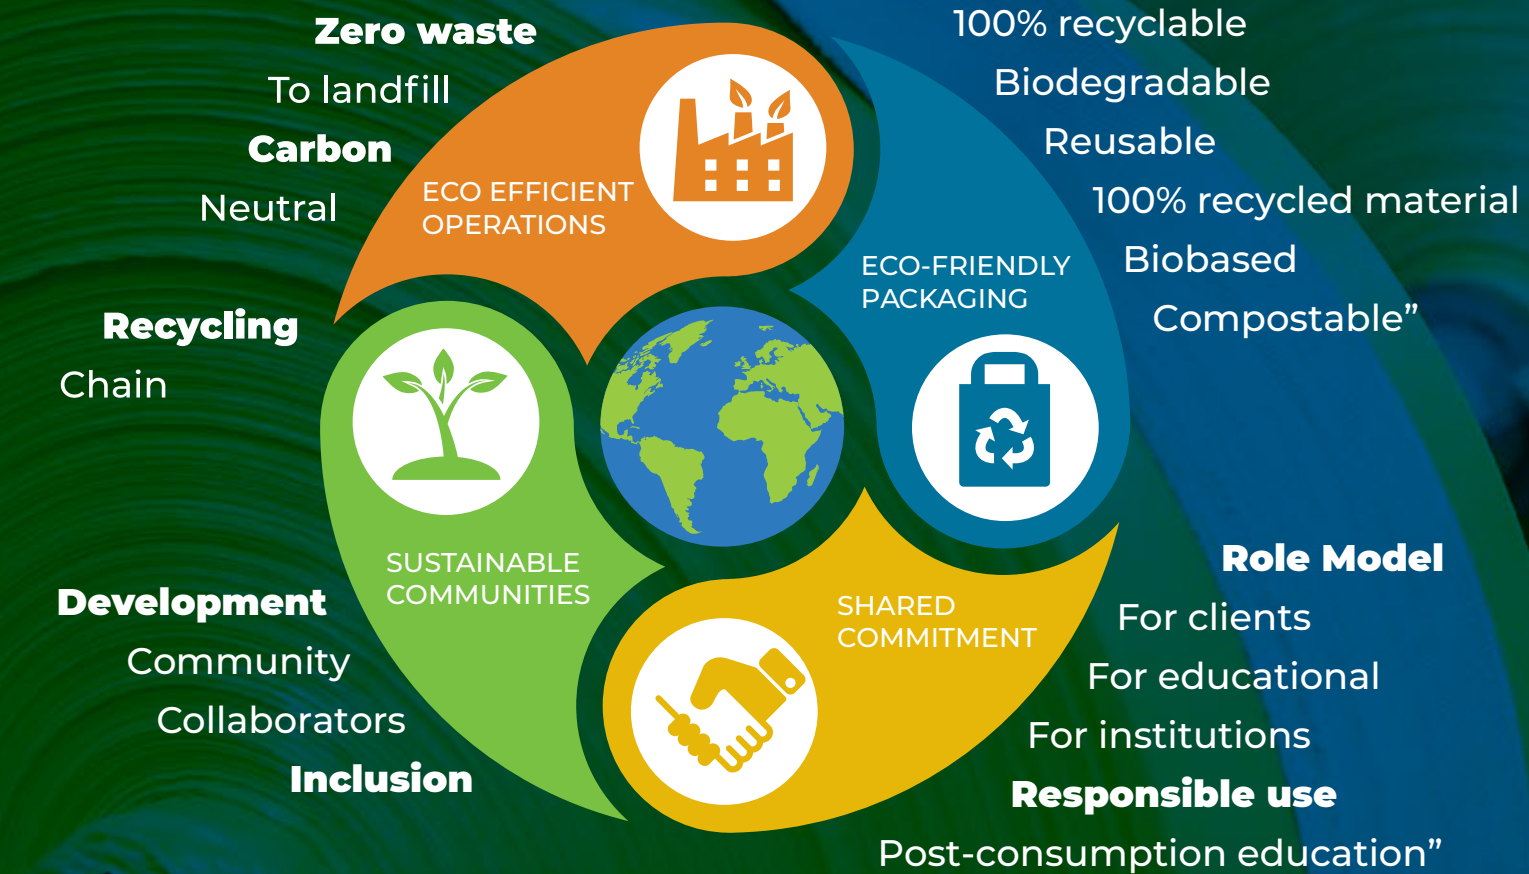 Zero waste
To landfill
Carbon
Neutral
ECO EFFICIENT
OPERATIONS
100% recyclable
Biodegradable
Reusable
100% recycled material
Biobased
Compostable”
ECO-FRIENDLY
PACKAGING
Recycling
Chain
Development
Community
Collaborators
Inclusion
SUSTAINABLE
COMMUNITIES
SHARED
COMMITMENT
Role Model
For clients
For educational
For institutions
Responsible use
Post-consumption education”